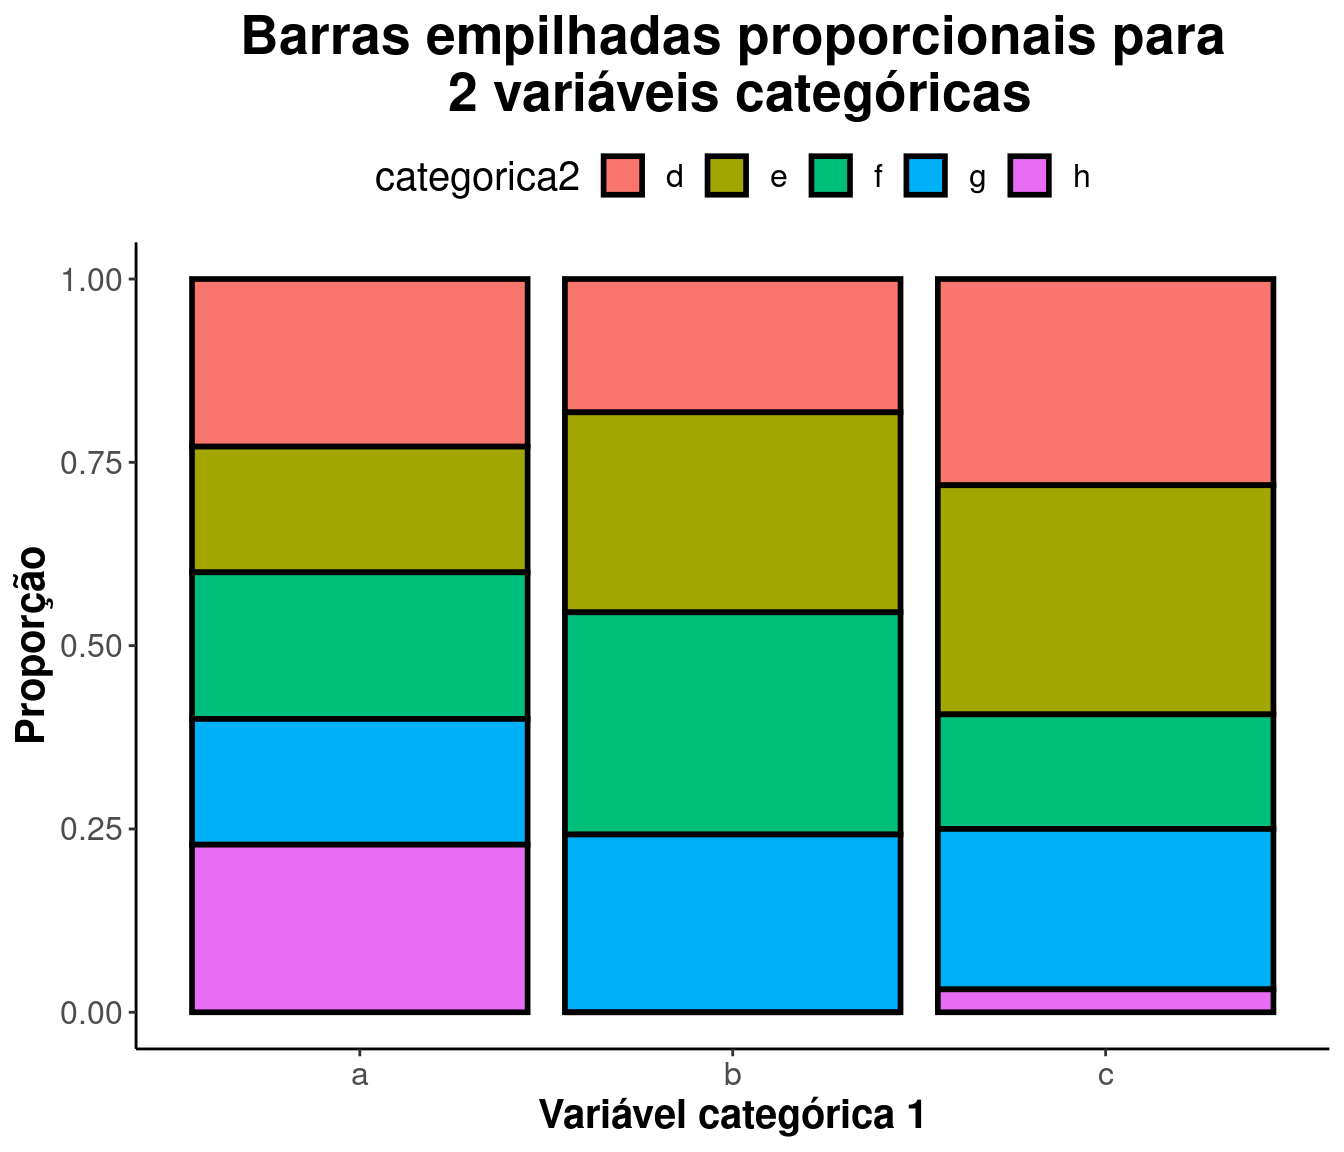 Barras empilhadas proporcionais para
2 variáveis categóricas
categorica2 d e f g h
1.00
0.75
0.50
0.25
0.00
Proporção
a b c
Variável categórica 1